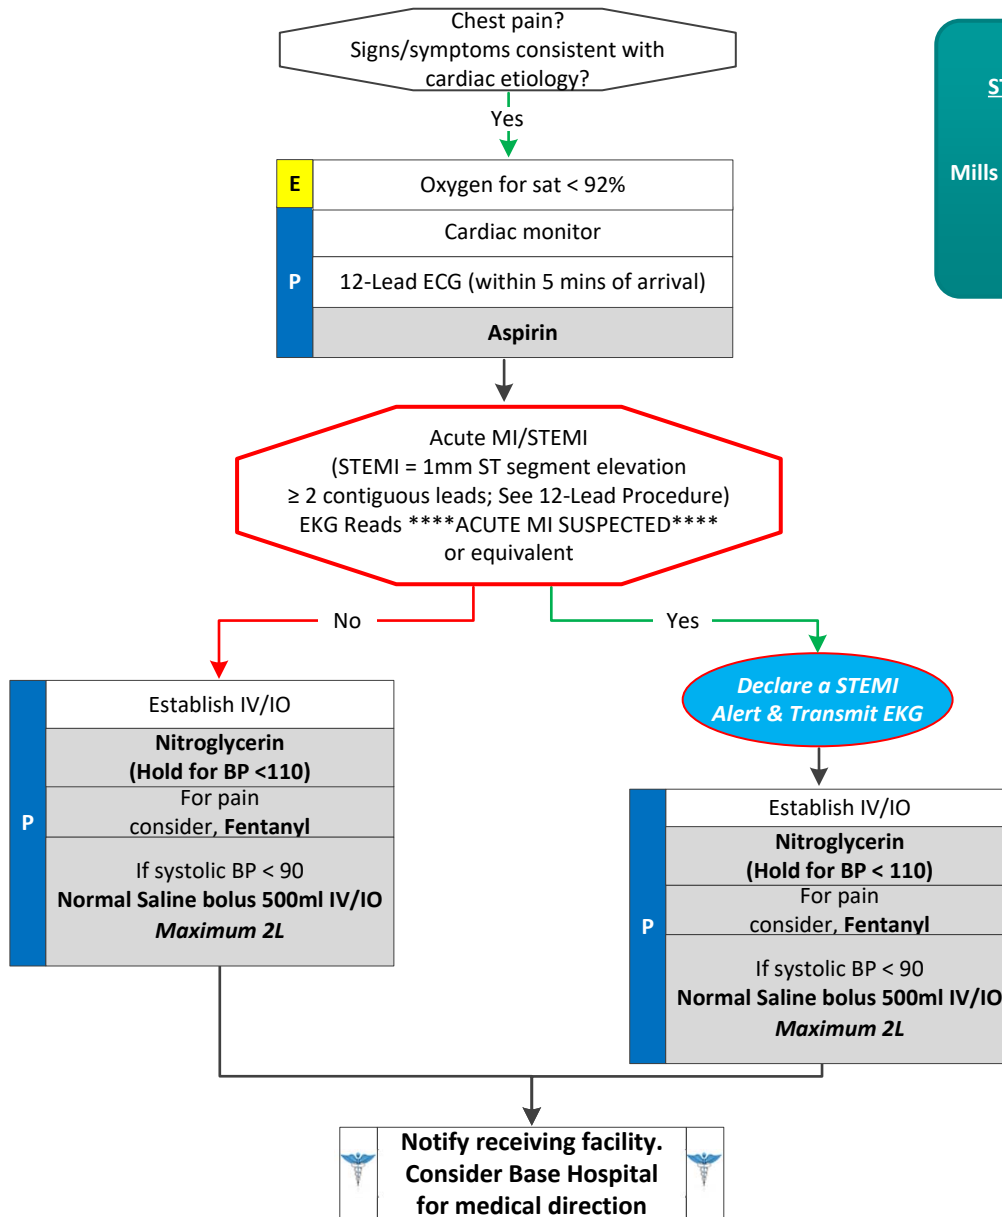 Chest pain?
Signs/symptoms consistent with
cardiac etiology?
Yes
E
Oxygen for sat < 92%
P
Cardiac monitor
12-Lead ECG (within 5 mins of arrival)
Aspirin
Mills
Acute MI/STEMI
(STEMI = 1mm ST segment elevation
≥ 2 contiguous leads; See 12-Lead Procedure)
EKG Reads ****ACUTE MI SUSPECTED****
or equivalent
No
Yes
Declare a STEMI
Alert & Transmit EKG
P
Establish IV/IO
Nitroglycerin
(Hold for BP <110)
For pain
consider, Fentanyl
If systolic BP < 90
Normal Saline bolus 500ml IV/IO
Maximum 2L
P
Establish IV/IO
Nitroglycerin
(Hold for BP < 110)
For pain
consider, Fentanyl
If systolic BP < 90
Normal Saline bolus 500ml IV/IO
Maximum 2L
Notify receiving facility.
Consider Base Hospital
for medical direction